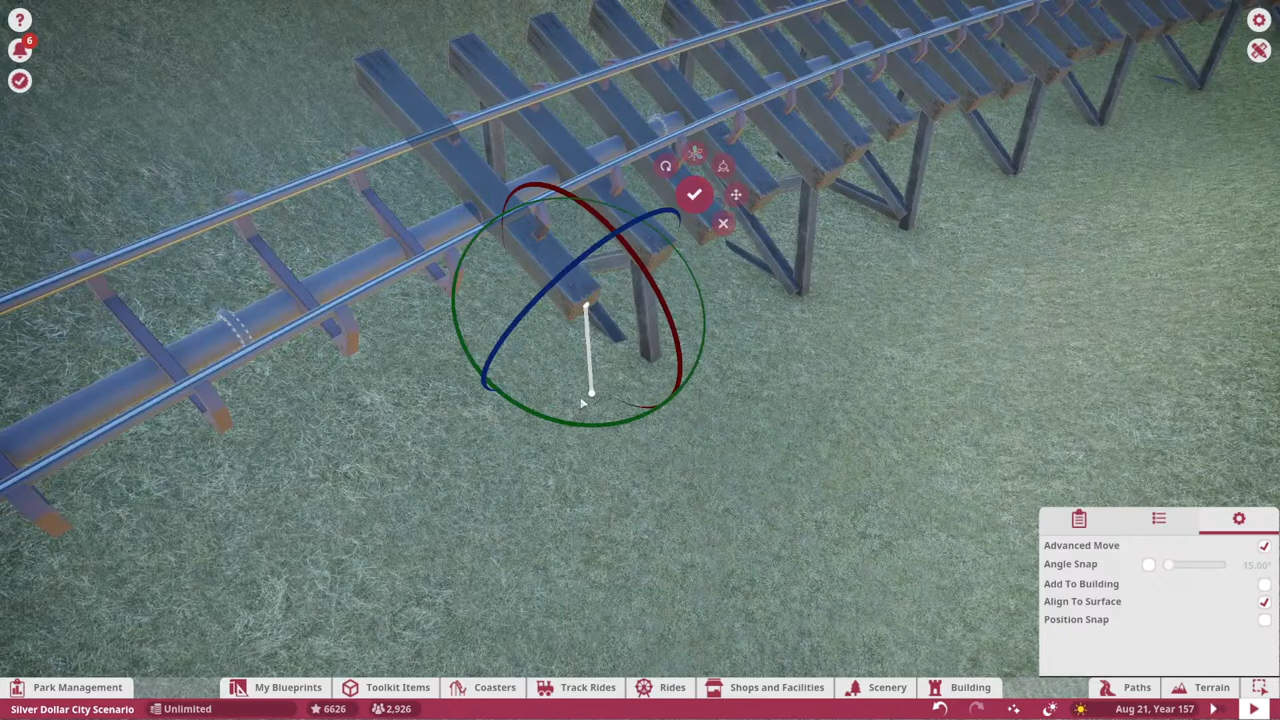 ?
6
Advanced Move
Angle Snap 15.00°
Add To Building
Align To Surface
Position Snap
Park Management My Blueprints Toolkit Items Coasters Track Rides Rides Shops and Facilities Scenery Building Paths Terrain
Silver Dollar City Scenario Unlimited 6626 2,926 Aug 21, Year 157